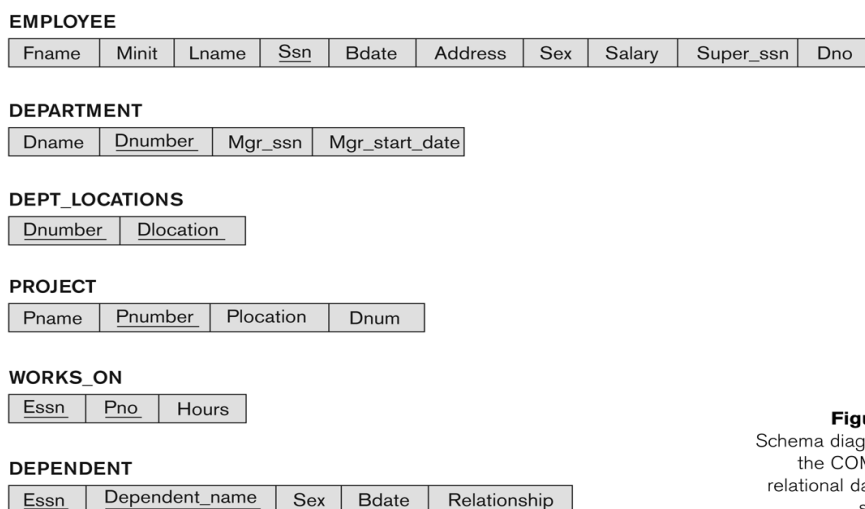 EMPLOYEE
Fname Minit Lname Ssn Bdate Address Sex Salary Super_ssn Dno
DEPARTMENT
Dname Dnumber Mgr_ssn Mgr_start_date
DEPT_LOCATIONS
Dnumber Dlocation
PROJECT
Pname Pnumber Plocation Dnum
WORKS_ON
Essn Pno Hours
DEPENDENT
Essn Dependent_name Sex Bdate Relationship
Schema
the
relational